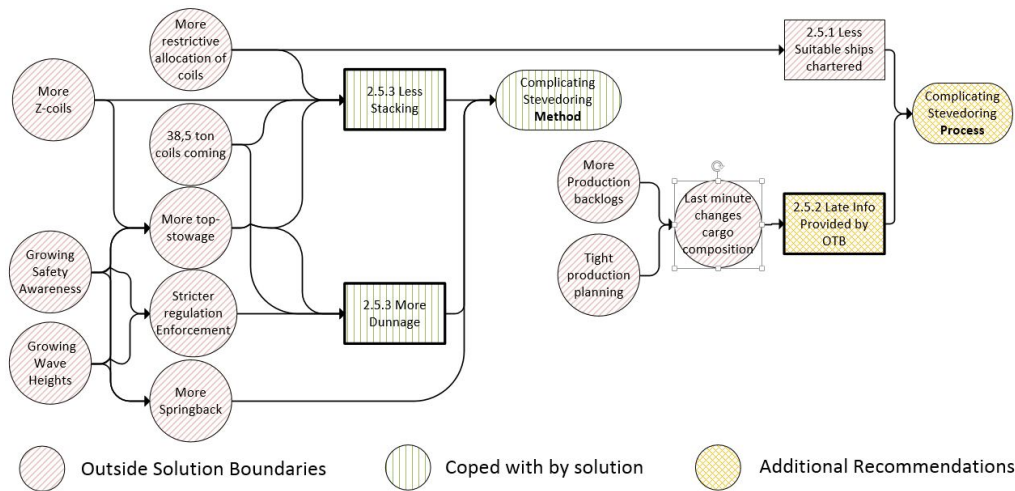 More
restrictive
allocation of
coils
2.5.1 Less
Suitable ships
chartered
More
Z-coils
2.5.3 Less
Stacking
Complicating
Stevedoring
Method
Complicating
Stevedoring
Process
38,5 ton
coils coming
More
Production
backlogs
More top-
stowage
Last minute
changes
cargo
composition
2.5.2 Late Info
Provided by
OTB
Growing
Safety
Awareness
Tight
production
planning
Stricter
regulation
Enforcement
2.5.3 More
Dunnage
Growing
Wave
Heights
More
Springback
Outside Solution Boundaries
Coped with by solution
Additional Recommendations